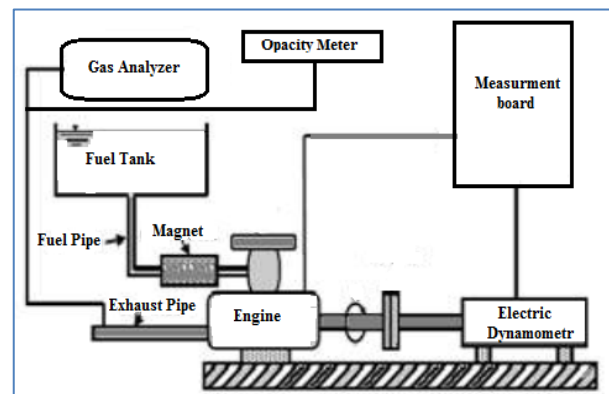 Opacity Meter
Gas Analyzer
Measurment
board
Fuel Tank
Fuel Pipe
Magnet
Exhaust Pipe
Engine
Electric
Dynamometr